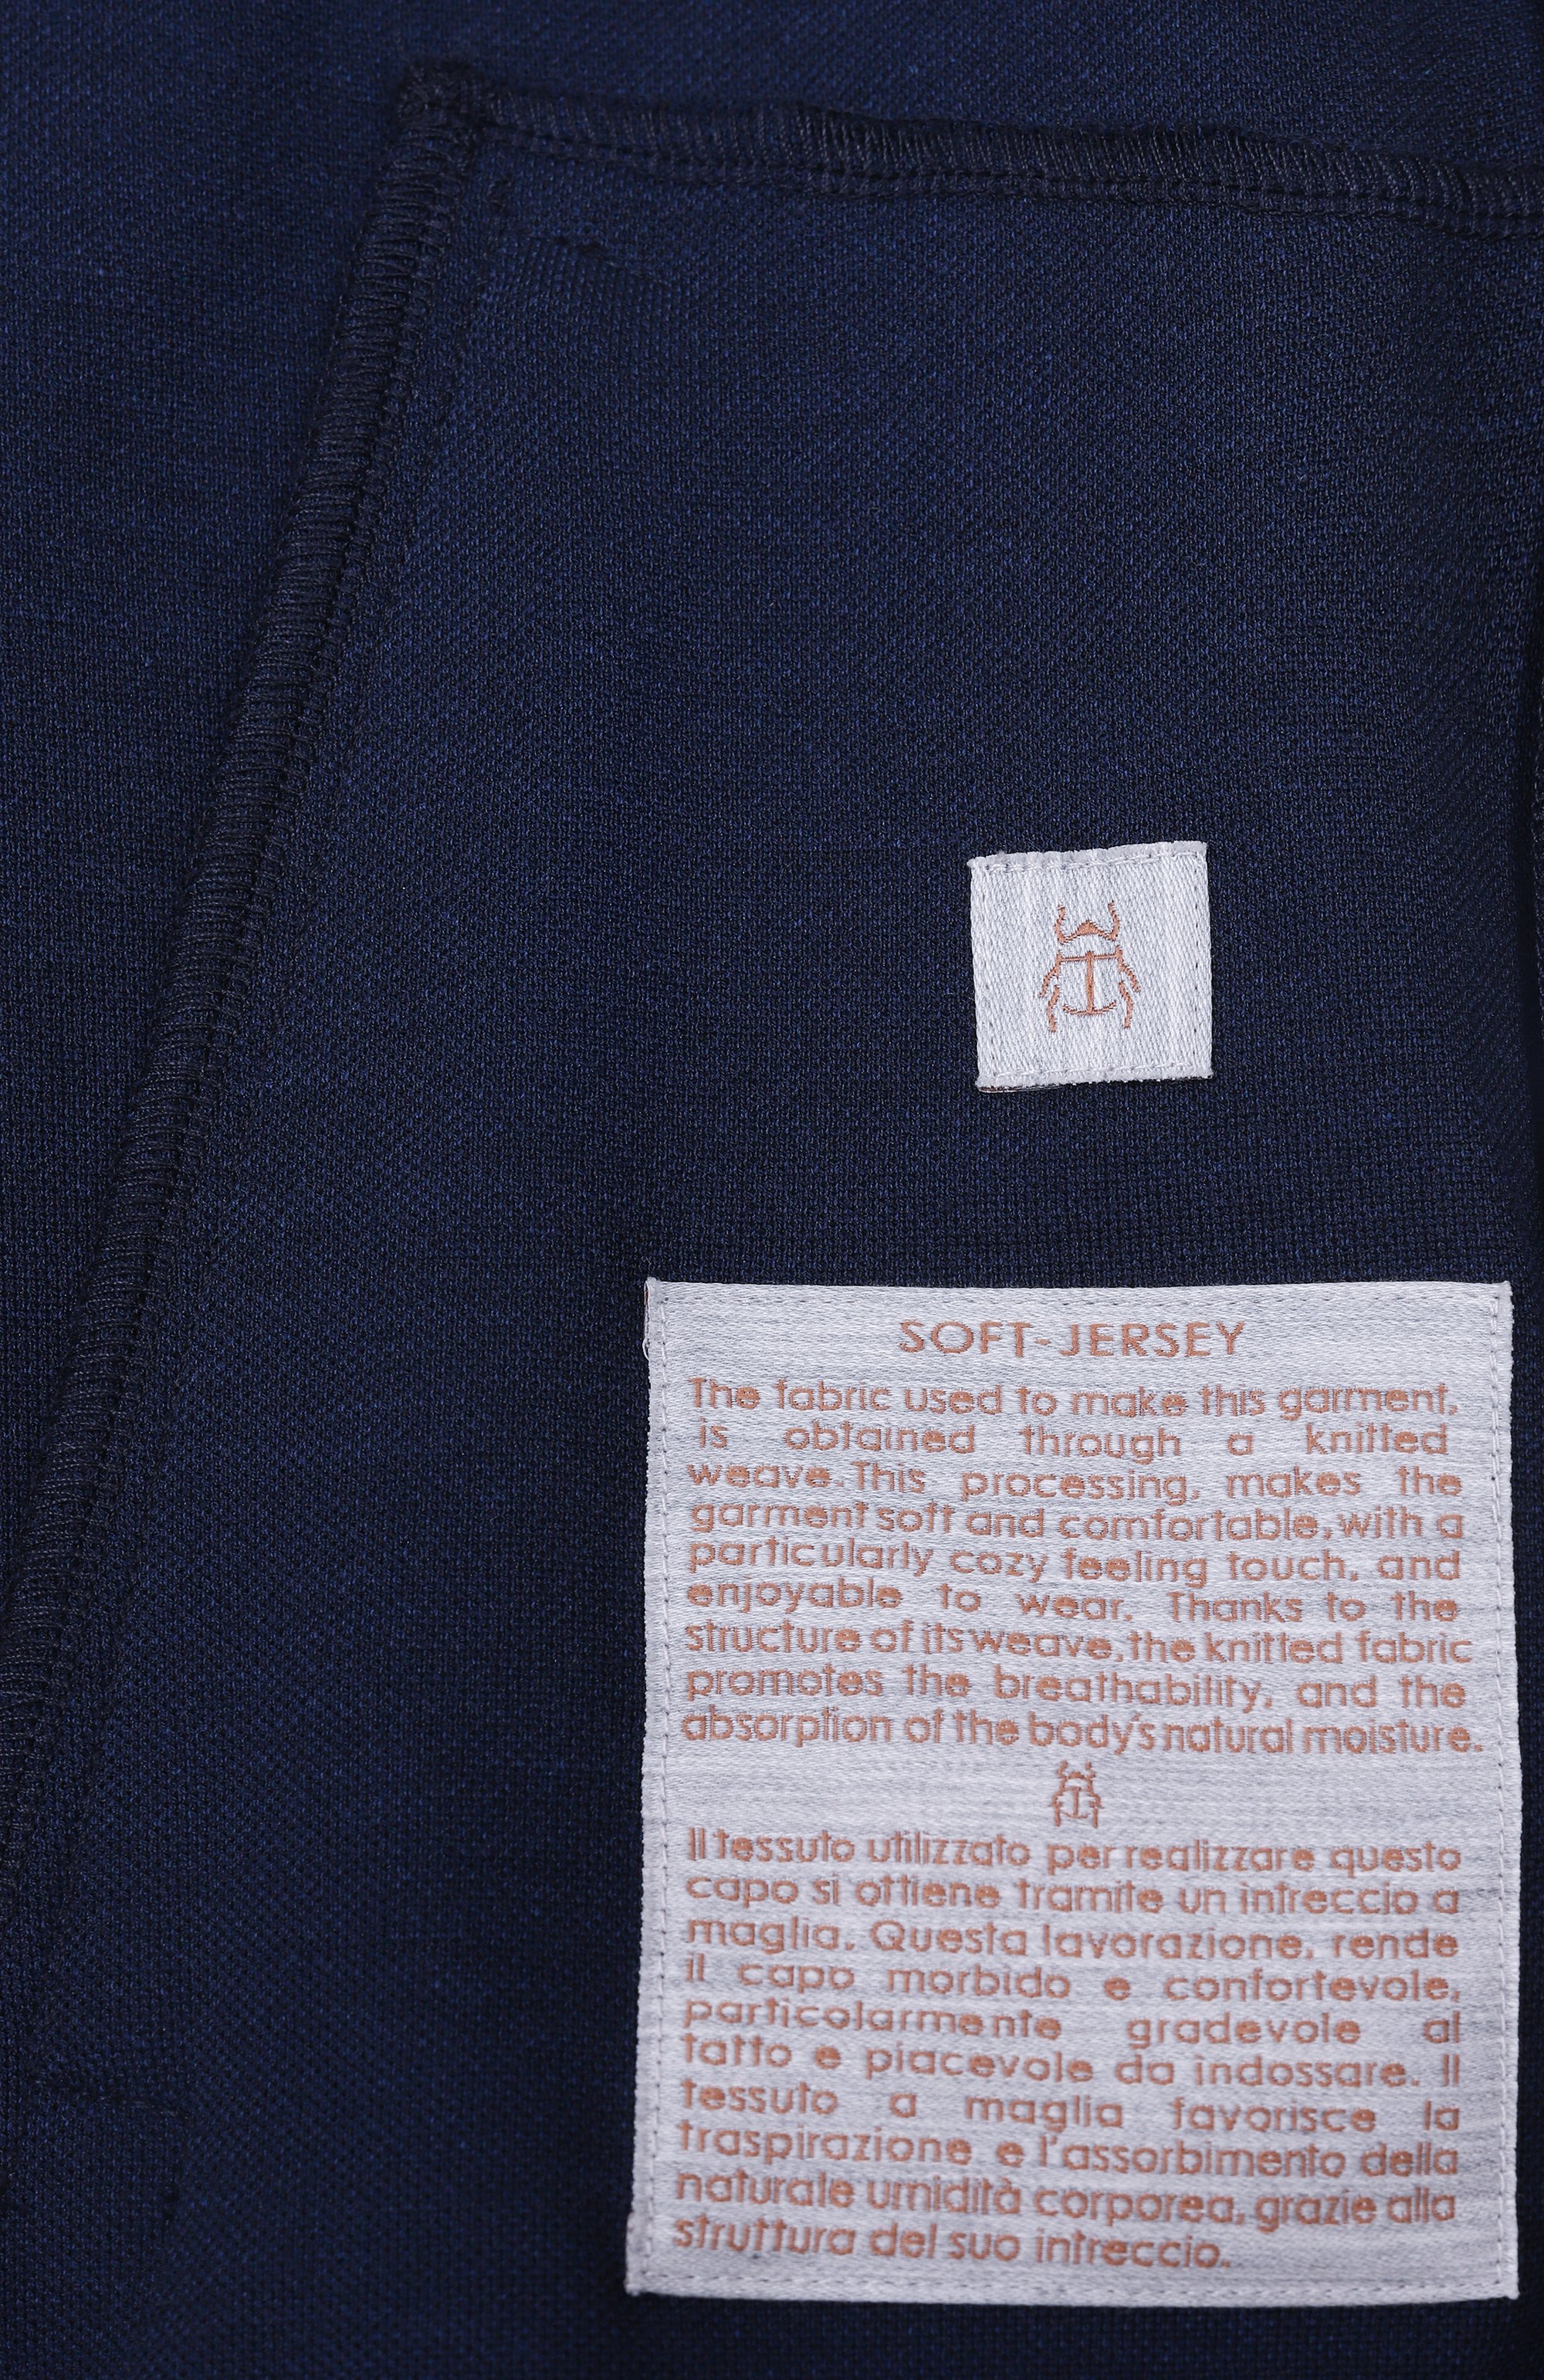 SOFT-JERSEY
The fabric used to make this garment,
is obtained through a knitted
weave. This processing, makes the
garment soft and comfortable, with a
particularly cozy feeling touch, and
enjoyable to wear. Thanks to the
structure of its weave, the knitted fabric
promotes the breathability, and the
absorption of the body's natural moisture.
Il tessuto utilizzato per realizzare questo
capo si ottiene tramite un intreccio a
maglia. Questa lavorazione, rende
il capo morbido e confortevole,
particolarmente gradevole al
tatto e piacevole da indossare. Il
tessuto a maglia favorisce la
traspirazione e l'assorbimento della
naturale umidità corporea, grazie alla
struttura del suo intreccio.